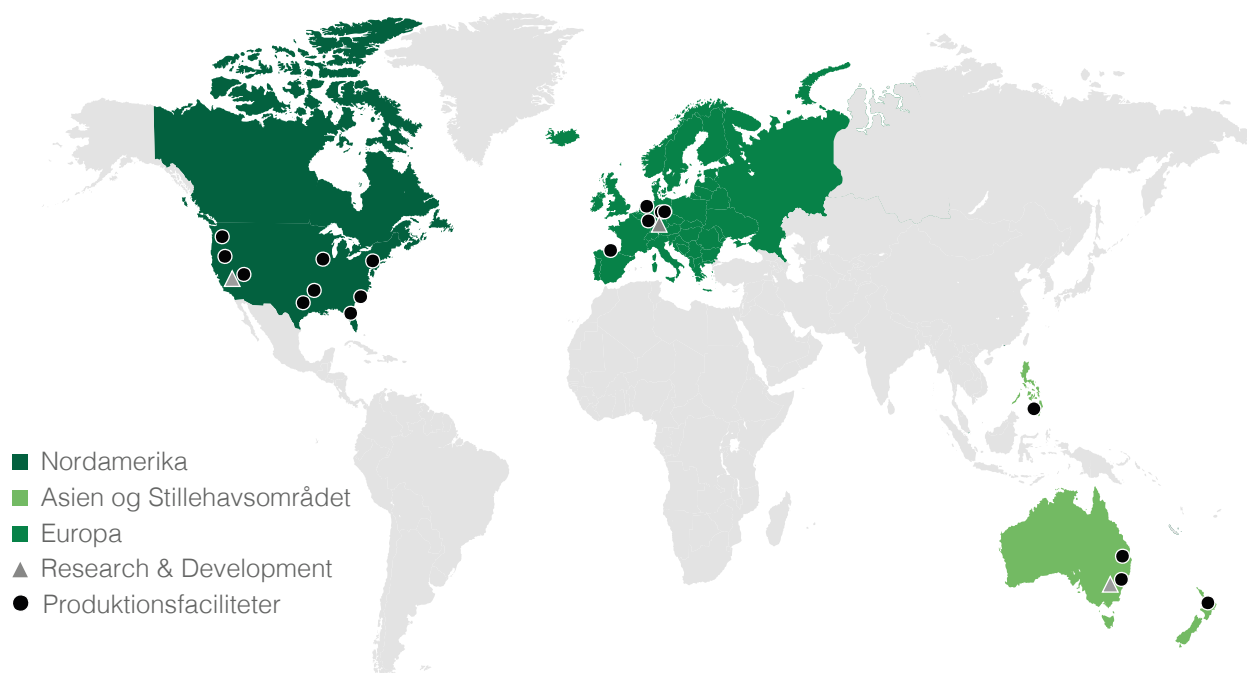 Nordamerika
Asien og Stillehavsområdet
Europa
Research & Development
Produktionsfaciliteter